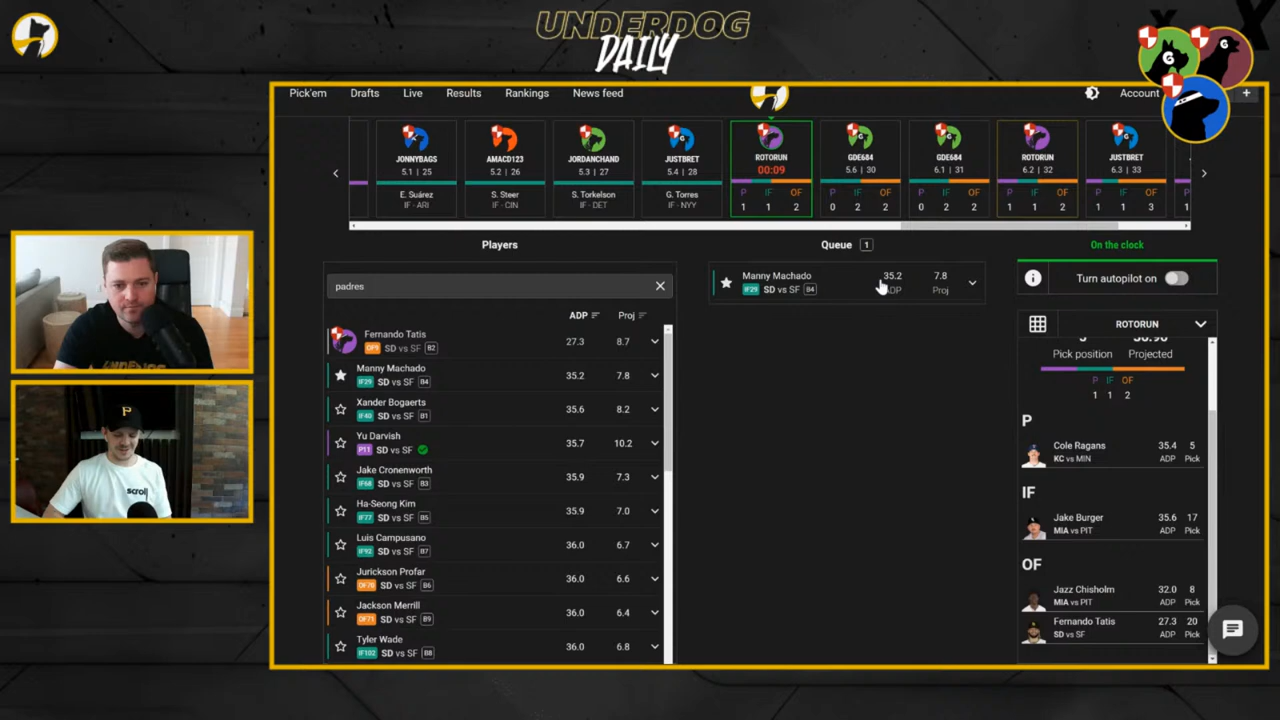 UNDERDOG
DAILY
Pick'em Drafts Live Results Rankings News feed Account +
JONNYBAGS
5.1 | 25
E. Suárez
IF - ARI
AMACD123
5.2 | 26
S. Steer
IF - CIN
JORDANCHAND
5.3 | 27
S. Torkelson
IF - DET
JUSTBRET
5.4 | 28
G. Torres
IF - NYY
ROTORUN
00:09
P IF OF
1 1 2
GDE684
5.6 | 30
P IF OF
0 2 2
GDE684
6.1 | 31
P IF OF
0 2 2
ROTORUN
6.2 | 32
P IF OF
1 1 2
JUSTBRET
6.3 | 33
P IF OF
1 1 3
Players
padres
ADP Proj
Fernando Tatis
OF9 SD vs SF B2
27.3 8.7
Manny Machado
IF29 SD vs SF B4
35.2 7.8
Xander Bogaerts
IF40 SD vs SF B1
35.6 8.2
Yu Darvish
P11 SD vs SF
35.7 10.2
Jake Cronenworth
IF68 SD vs SF B3
35.9 7.3
Ha-Seong Kim
IF77 SD vs SF B5
35.9 7.0
Luis Campusano
IF92 SD vs SF B7
36.0 6.7
Jurickson Profar
OF70 SD vs SF B6
36.0 6.6
Jackson Merrill
OF71 SD vs SF B9
36.0 6.4
Tyler Wade
IF102 SD vs SF B8
36.0 6.8
Queue 1
Manny Machado
IF29 SD vs SF B4
35.2 7.8
ADP Proj
On the clock
Turn autopilot on
ROTORUN
Pick position Projected
P IF OF
1 1 2
P
Cole Ragans
KC vs MIN
35.4 5
ADP Pick
IF
Jake Burger
MIA vs PIT
35.6 17
ADP Pick
OF
Jazz Chisholm
MIA vs PIT
32.0 8
ADP Pick
Fernando Tatis
SD vs SF
27.3 20
ADP Pick
P
scroll